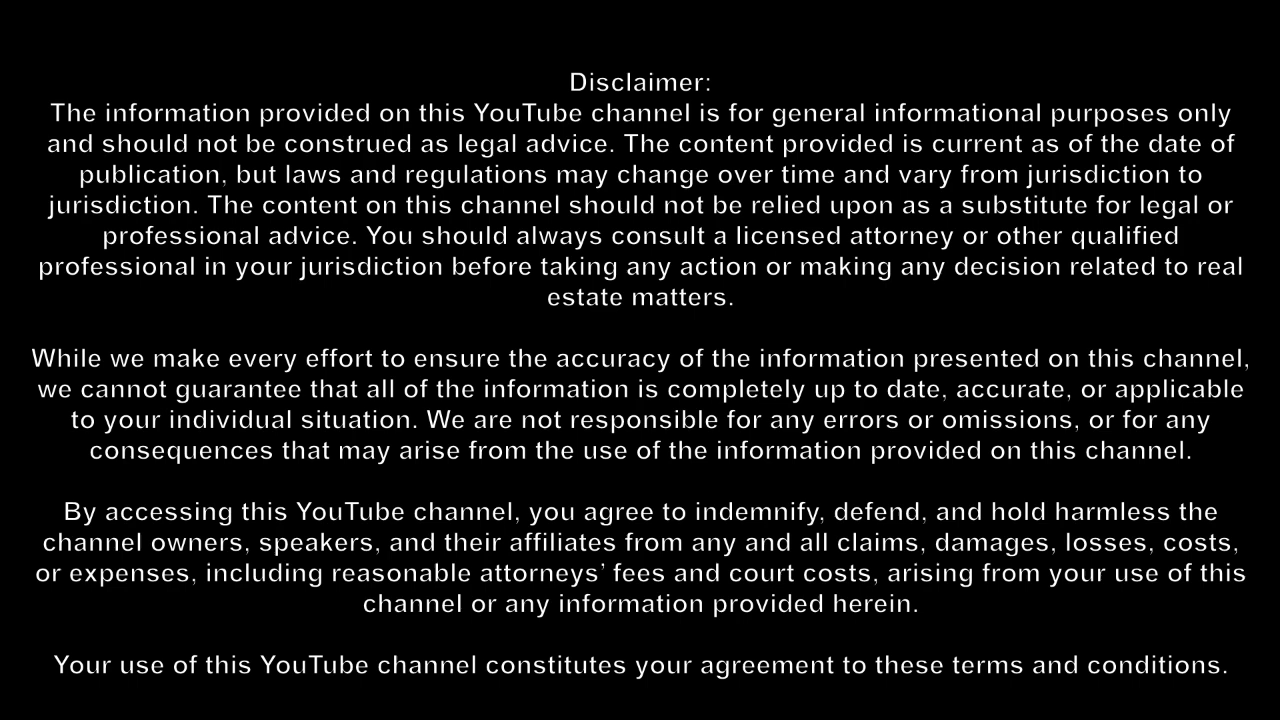 Disclaimer:
The information provided on this YouTube channel is for general informational purposes only
and should not be construed as legal advice. The content provided is current as of the date of
publication, but laws and regulations may change over time and vary from jurisdiction to
jurisdiction. The content on this channel should not be relied upon as a substitute for legal or
professional advice. You should always consult a licensed attorney or other qualified
professional in your jurisdiction before taking any action or making any decision related to real
estate matters.
While we make every effort to ensure the accuracy of the information presented on this channel,
we cannot guarantee that all of the information is completely up to date, accurate, or applicable
to your individual situation. We are not responsible for any errors or omissions, or for any
consequences that may arise from the use of the information provided on this channel.
By accessing this YouTube channel, you agree to indemnify, defend, and hold harmless the
channel owners, speakers, and their affiliates from any and all claims, damages, losses, costs,
or expenses, including reasonable attorneys’ fees and court costs, arising from your use of this
channel or any information provided herein.
Your use of this YouTube channel constitutes your agreement to these terms and conditions.